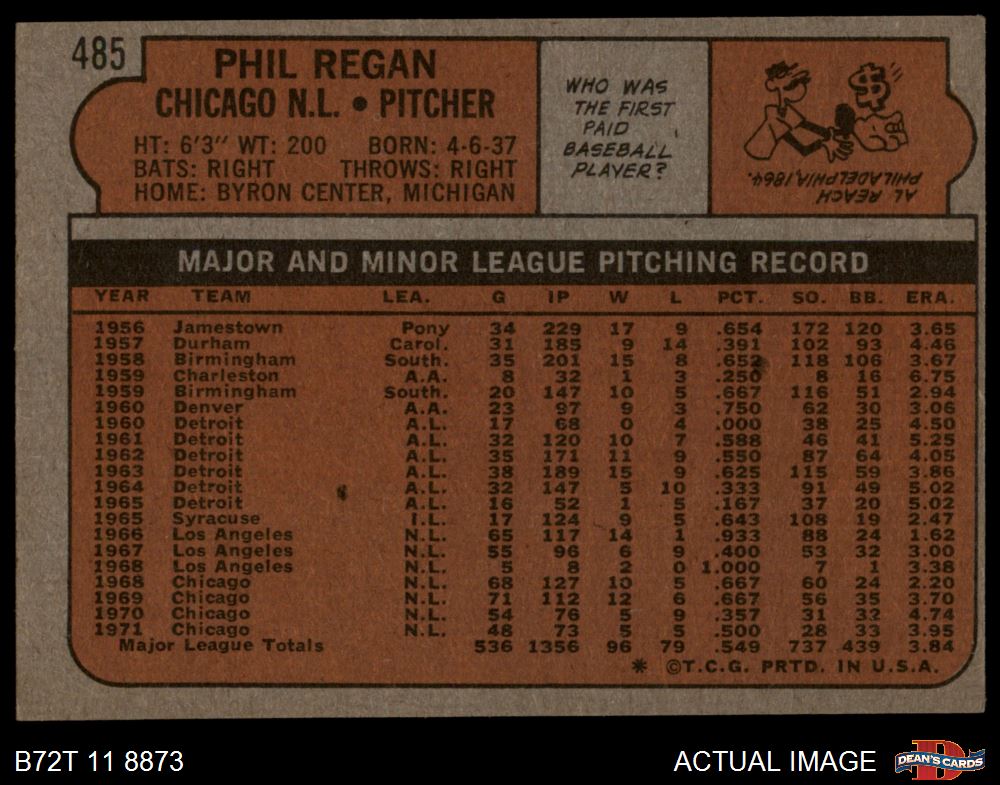 485
PHIL REGAN
CHICAGO N.L. • PITCHER
HT: 6'3" WT: 200 BORN: 4-6-37
BATS: RIGHT THROWS: RIGHT
HOME: BYRON CENTER, MICHIGAN
WHO WAS
THE FIRST
PAID
BASEBALL
PLAYER?
$
AL REACH
PHILADELPHIA, 1864.
MAJOR AND MINOR LEAGUE PITCHING RECORD
YEAR TEAM LEA. G IP W L PCT. SO. BB. ERA.
1956 Jamestown Pony 34 229 17 9 .654 172 120 3.65
1957 Durham Carol. 31 185 9 14 .391 102 93 4.46
1958 Birmingham South. 35 201 15 8 .652 118 106 3.67
1959 Charleston A.A. 8 32 1 3 .250 8 16 6.75
1959 Birmingham South. 20 147 10 5 .667 116 51 2.94
1960 Denver A.A. 23 97 9 3 .750 62 30 3.06
1960 Detroit A.L. 17 68 0 4 .000 38 25 4.50
1961 Detroit A.L. 32 120 10 7 .588 46 41 5.25
1962 Detroit A.L. 35 171 11 9 .550 87 64 4.05
1963 Detroit A.L. 38 189 15 9 .625 115 59 3.86
1964 Detroit A.L. 32 147 5 10 .333 91 49 5.02
1965 Detroit A.L. 16 52 1 5 .167 37 20 5.02
1965 Syracuse I.L. 17 124 9 5 .643 108 19 2.47
1966 Los Angeles N.L. 65 117 14 1 .933 88 24 1.62
1967 Los Angeles N.L. 55 96 6 9 .400 53 32 3.00
1968 Los Angeles N.L. 5 8 2 0 1.000 7 1 3.38
1968 Chicago N.L. 68 127 10 5 .667 60 24 2.20
1969 Chicago N.L. 71 112 12 6 .667 56 35 3.70
1970 Chicago N.L. 54 76 5 9 .357 31 32 4.74
1971 Chicago N.L. 48 73 5 5 .500 28 33 3.95
Major League Totals 536 1356 96 79 .549 737 439 3.84
* ©T.C.G. PRTD. IN U.S.A.
B72T 11 8873
ACTUAL IMAGE
D
DEAN'S CARDS